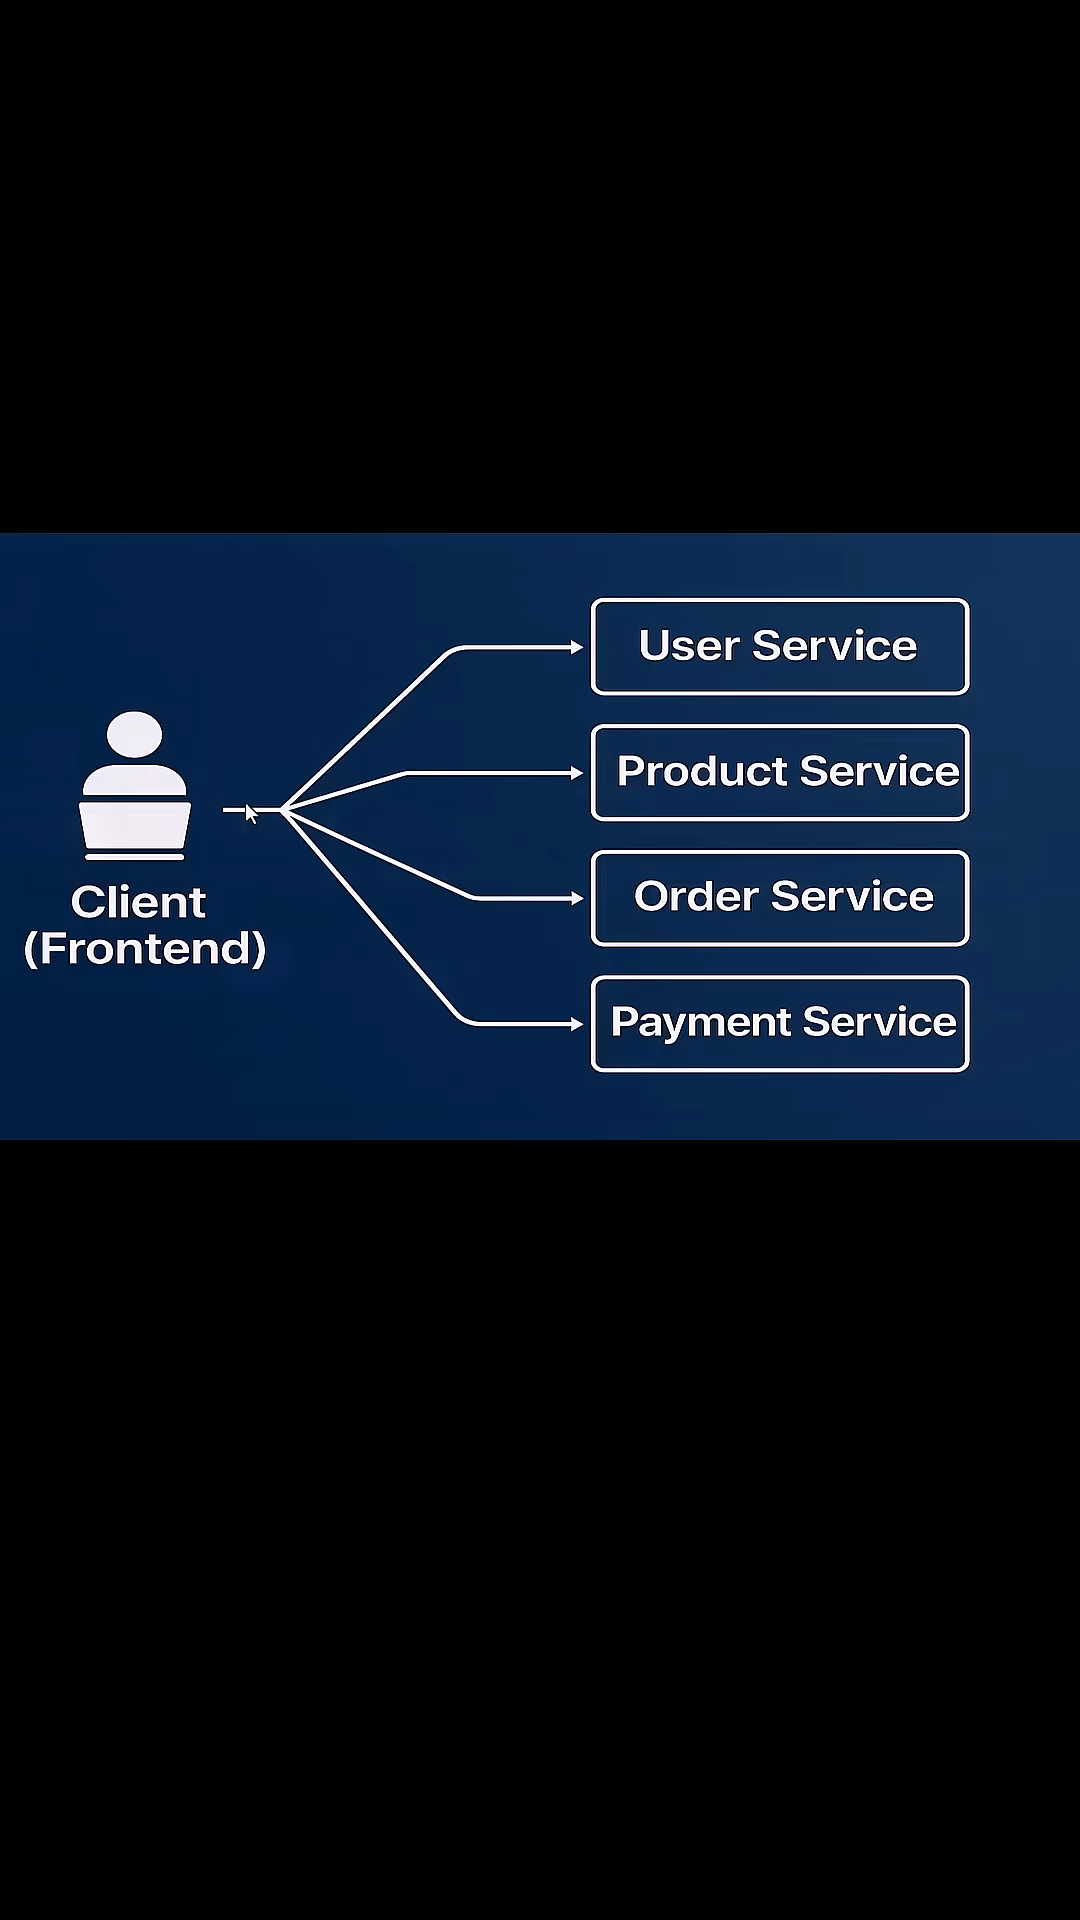 Client
(Frontend)
User Service
Product Service
Order Service
Payment Service